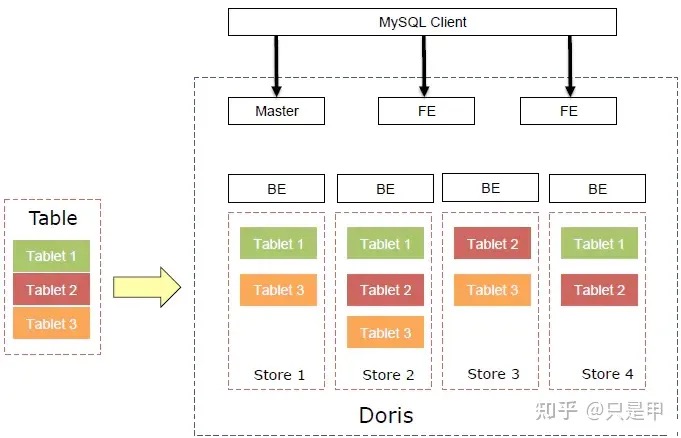 MySQL Client
Master
FE
FE
BE
BE
BE
BE
Table
Tablet 1
Tablet 2
Tablet 3
Tablet 1
Tablet 3
Store 1
Tablet 1
Tablet 2
Tablet 3
Store 2
Tablet 2
Tablet 3
Store 3
Tablet 1
Tablet 2
Store 4
Doris
知乎 @只是甲